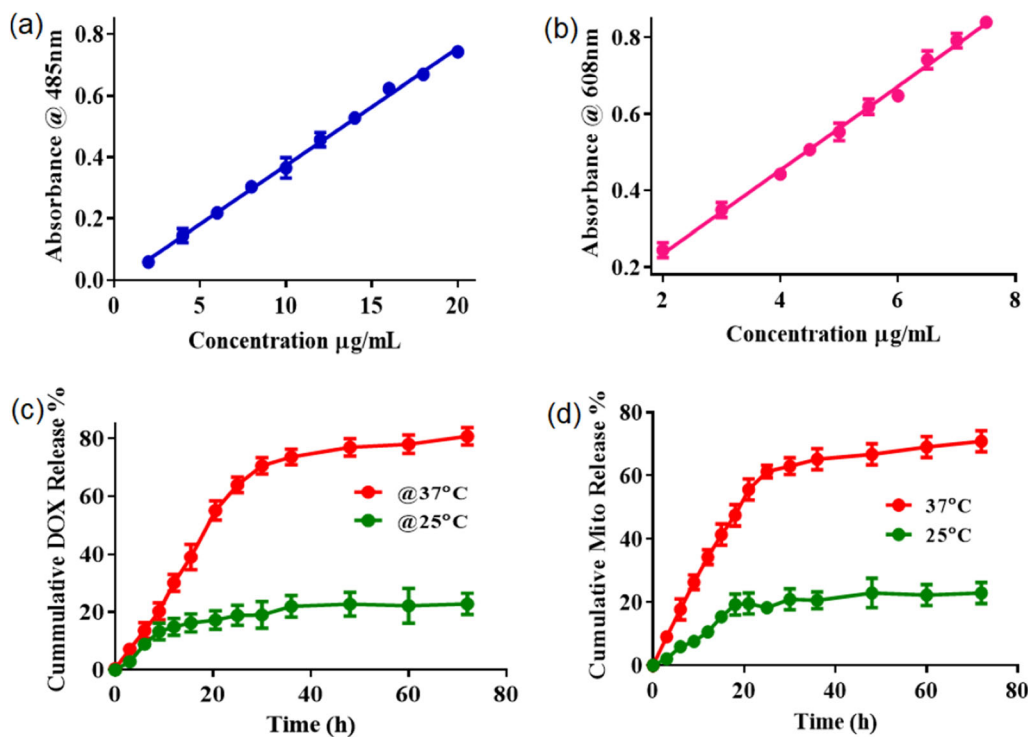 (a)
Absorbance @ 485nm
0.8
0.6
0.4
0.2
0.0
0 5 10 15 20
Concentration µg/mL
(b)
Absorbance @ 608nm
0.8
0.6
0.4
0.2
2 4 6 8
Concentration µg/mL
(c)
Cummulative DOX Release %
80
60
40
20
0
0 20 40 60 80
Time (h)
@37°C
@25°C
(d)
Cumulative Mito Release %
80
60
40
20
0
0 20 40 60 80
Time (h)
37°C
25°C